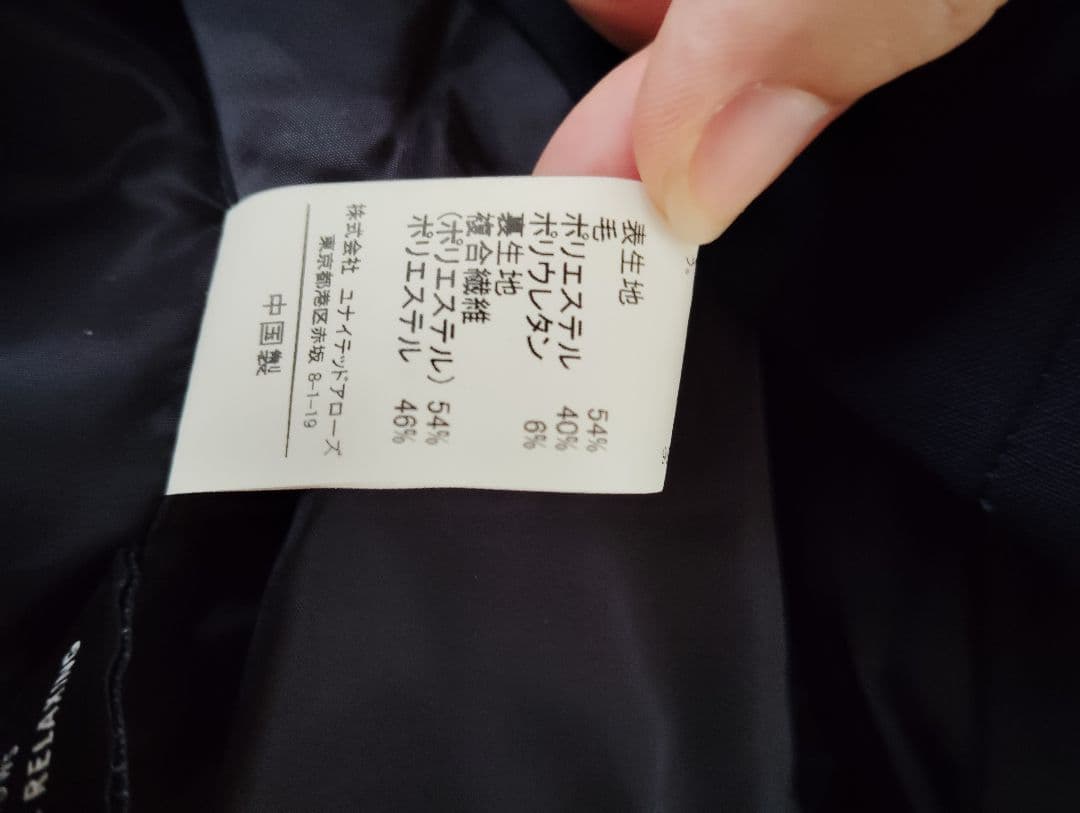 表生地
毛 54%
ポリエステル 40%
ポリウレタン 6%
裏生地
複合繊維
(ポリエステル) 54%
ポリエステル 46%
株式会社 ユナイテッドアローズ
東京都港区赤坂 8-1-19
中国製
RELAXING